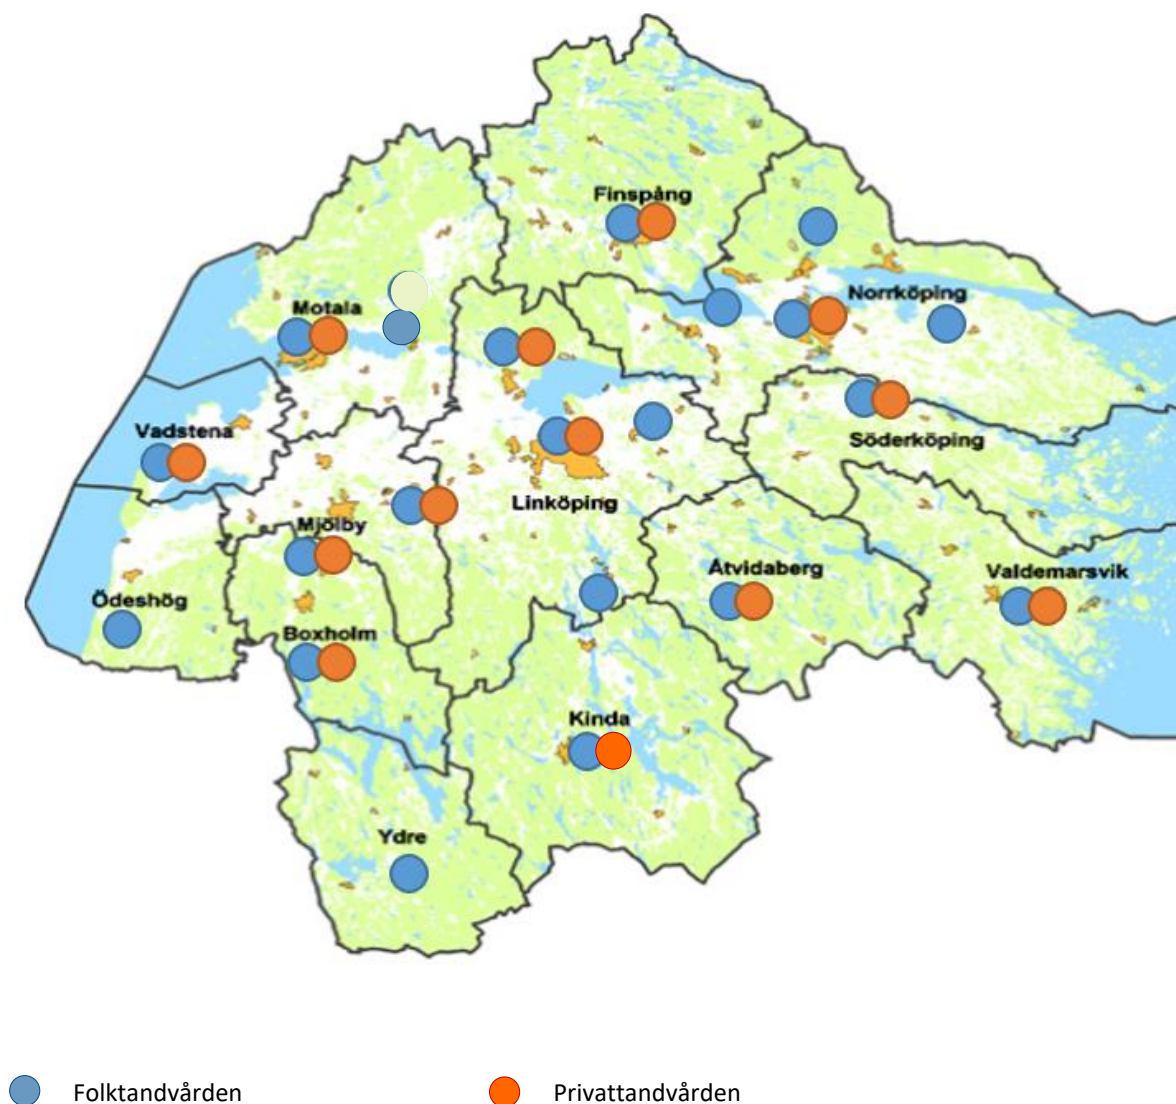 Finspång
Norrköping
Motala
Vadstena
Söderköping
Linköping
Mjölby
Åtvidaberg
Valdemarsvik
Ödeshög
Boxholm
Kinda
Ydre
Folktandvården
Privattandvården